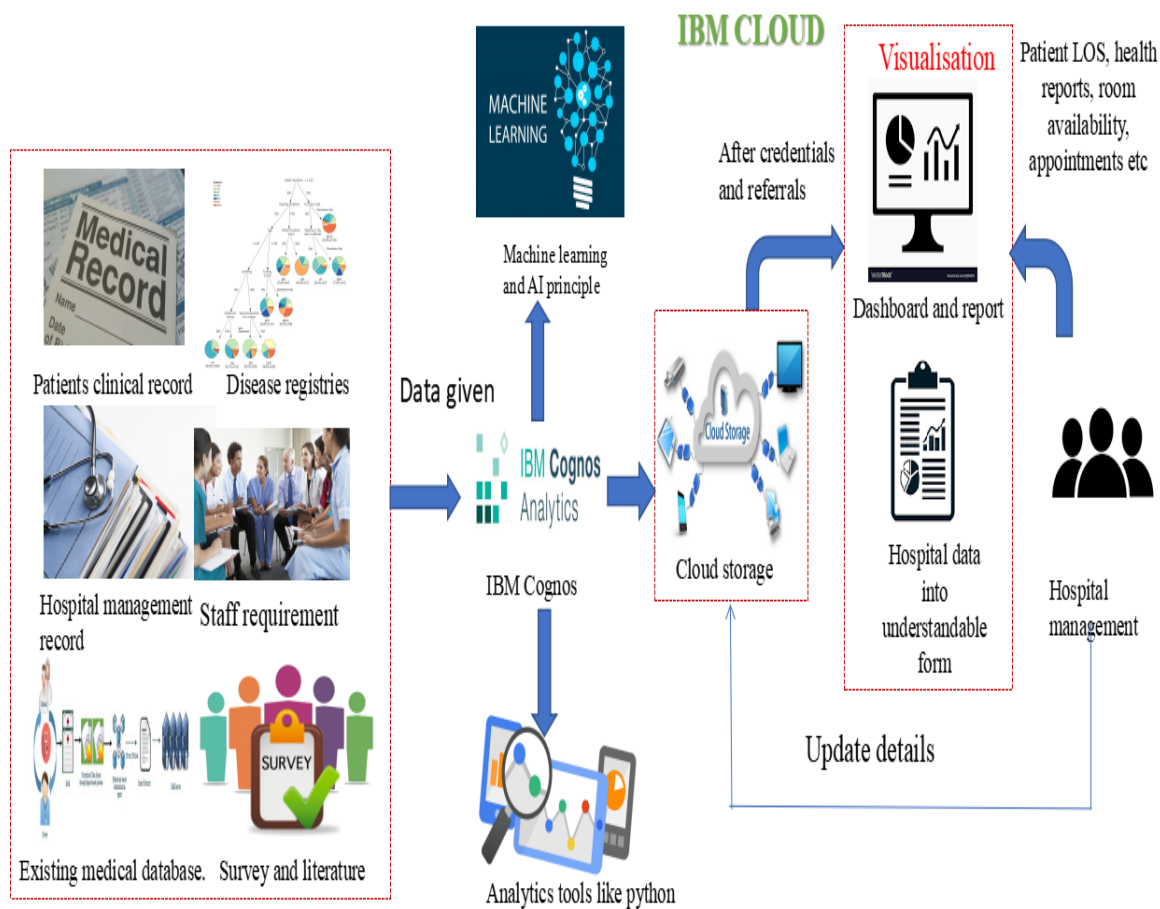 IBM CLOUD
Visualisation
Patient LOS, health
reports, room
availability,
appointments etc
MACHINE
LEARNING
After credentials
and referrals
Medical
Record
Name
Date
Machine learning
and AI principle
Dashboard and report
Patients clinical record
Disease registries
Data given
Cloud Storage
IBM Cognos
Analytics
Hospital management
record
Staff requirement
IBM Cognos
Cloud storage
Hospital data
into
understandable
form
Hospital
management
SURVEY
Update details
Existing medical database.
Survey and literature
Analytics tools like python